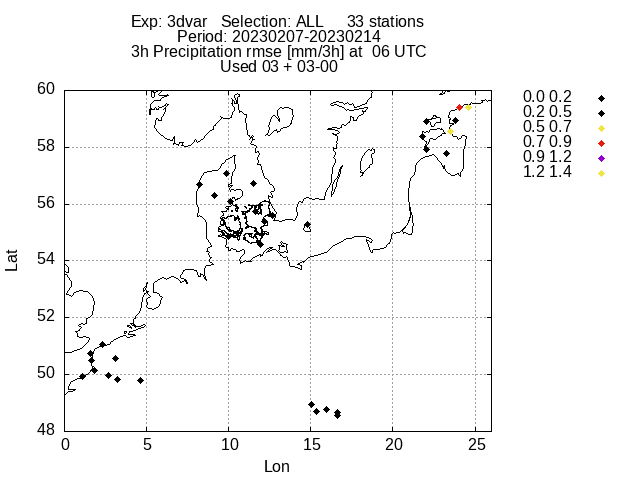 Exp: 3dvar Selection: ALL 33 stations
Period: 20230207-20230214
3h Precipitation rmse [mm/3h] at 06 UTC
Used 03 + 03-00
60
58
56
54
52
50
48
Lat
0 5 10 15 20 25
Lon
0.0 0.2
0.2 0.5
0.5 0.7
0.7 0.9
0.9 1.2
1.2 1.4